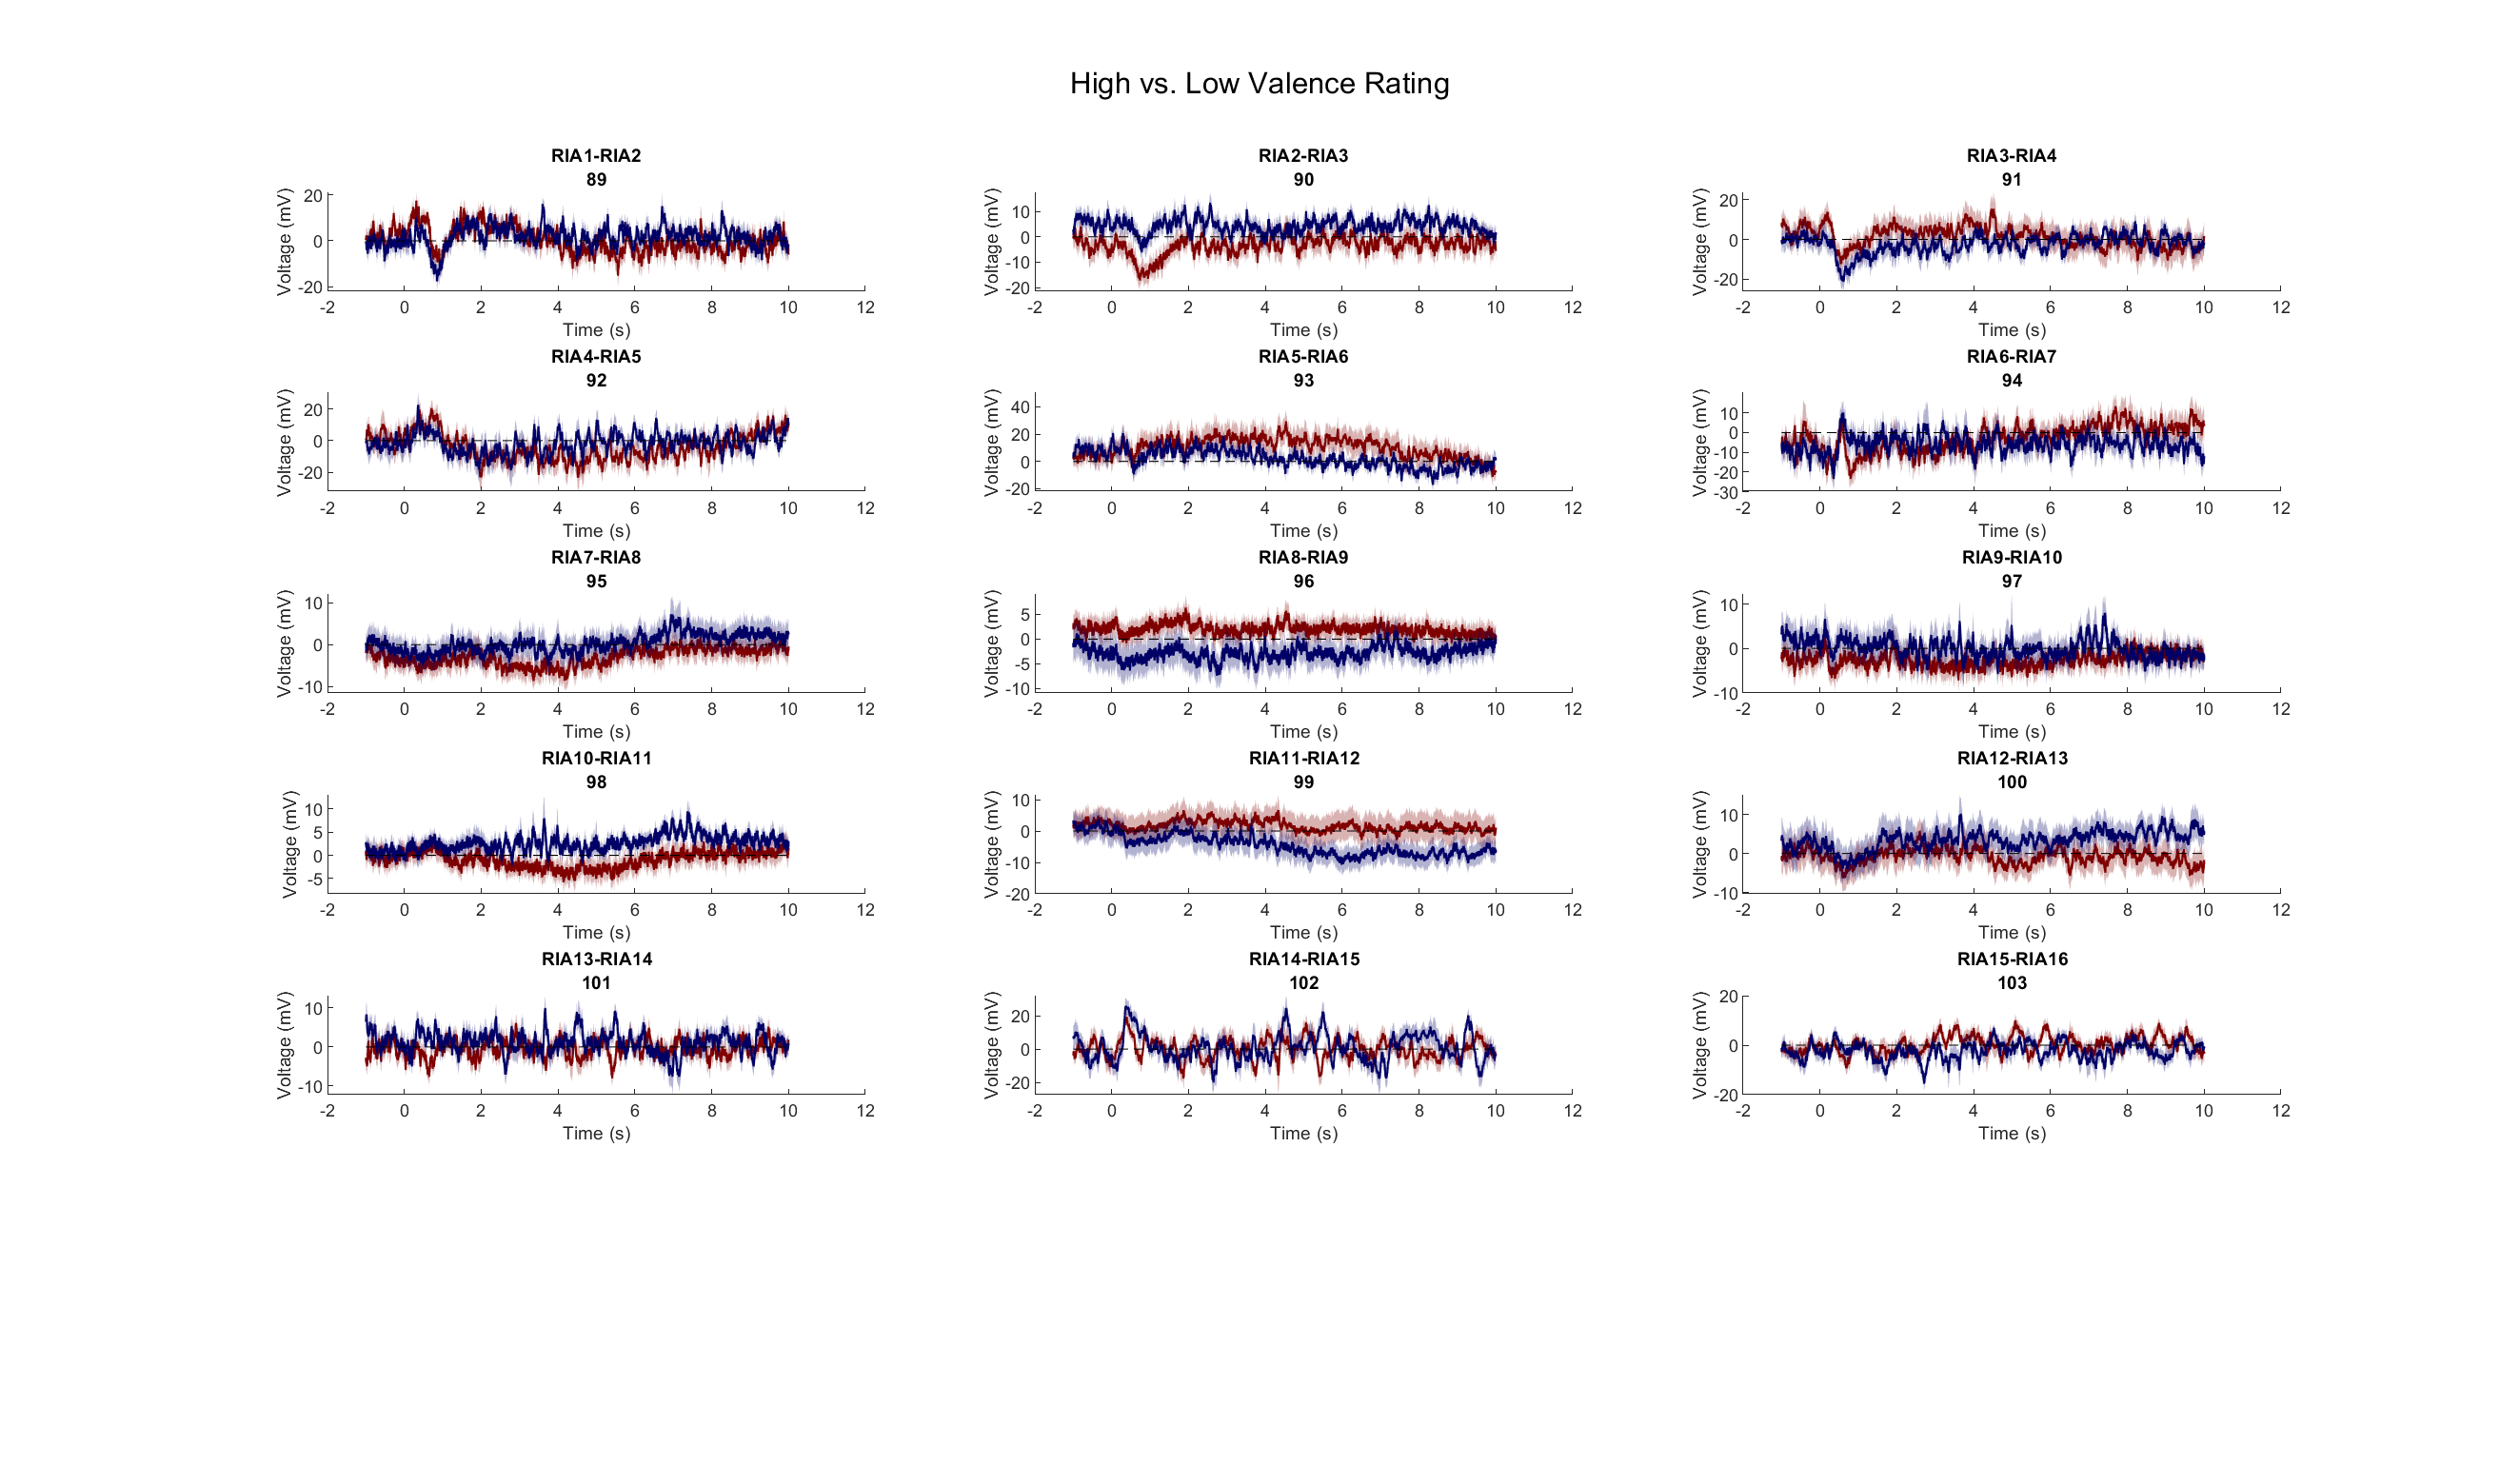 High vs. Low Valence Rating
RIA1-RIA2
89
Voltage (mV)
20
0
-20
-2 0 2 4 6 8 10 12
Time (s)
RIA2-RIA3
90
Voltage (mV)
10
0
-10
-20
-2 0 2 4 6 8 10 12
Time (s)
RIA3-RIA4
91
Voltage (mV)
20
0
-20
-2 0 2 4 6 8 10 12
Time (s)
RIA4-RIA5
92
Voltage (mV)
20
0
-20
-2 0 2 4 6 8 10 12
Time (s)
RIA5-RIA6
93
Voltage (mV)
40
20
0
-20
-2 0 2 4 6 8 10 12
Time (s)
RIA6-RIA7
94
Voltage (mV)
10
0
-10
-20
-30
-2 0 2 4 6 8 10 12
Time (s)
RIA7-RIA8
95
Voltage (mV)
10
0
-10
-2 0 2 4 6 8 10 12
Time (s)
RIA8-RIA9
96
Voltage (mV)
5
0
-5
-10
-2 0 2 4 6 8 10 12
Time (s)
RIA9-RIA10
97
Voltage (mV)
10
0
-10
-2 0 2 4 6 8 10 12
Time (s)
RIA10-RIA11
98
Voltage (mV)
10
5
0
-5
-2 0 2 4 6 8 10 12
Time (s)
RIA11-RIA12
99
Voltage (mV)
10
0
-10
-20
-2 0 2 4 6 8 10 12
Time (s)
RIA12-RIA13
100
Voltage (mV)
10
0
-10
-2 0 2 4 6 8 10 12
Time (s)
RIA13-RIA14
101
Voltage (mV)
10
0
-10
-2 0 2 4 6 8 10 12
Time (s)
RIA14-RIA15
102
Voltage (mV)
20
0
-20
-2 0 2 4 6 8 10 12
Time (s)
RIA15-RIA16
103
Voltage (mV)
20
0
-20
-2 0 2 4 6 8 10 12
Time (s)